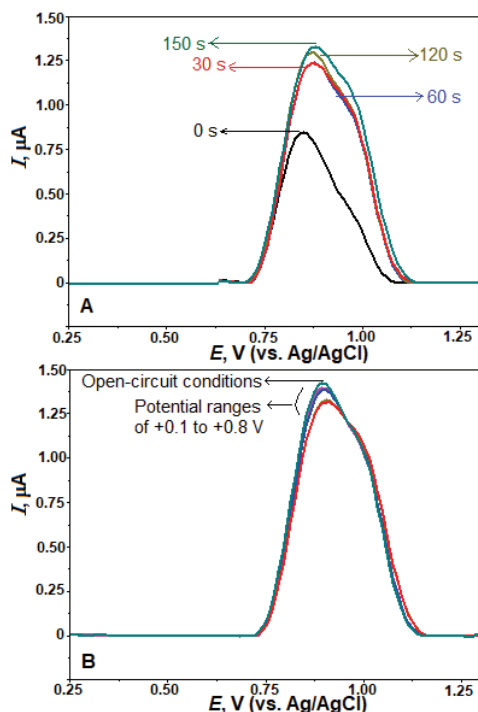 1.50
150 s
120 s
1.25
30 s
1.00
60 s
0 s
I, µA
0.75
0.50
0.25
0
A
0.25 0.50 0.75 1.00 1.25
E, V (vs. Ag/AgCl)
1.50
Open-circuit conditions
Potential ranges
of +0.1 to +0.8 V
1.25
1.00
I, µA
0.75
0.50
0.25
0
B
0.25 0.50 0.75 1.00 1.25
E, V (vs. Ag/AgCl)